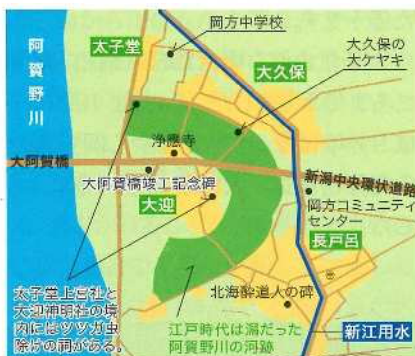 岡方中学校
太子堂
大久保の
大ケヤキ
阿賀野川
大久保
浄應寺
大阿賀橋
新潟中央環状道路
大阿賀橋竣工記念碑
岡方コミュニティ
センター
大迎
長戸呂
太子堂上宮社と
大迎神明社の境
内にはツツガ虫
除けの祠がある。
北海酔道人の碑
江戸時代は潟だった
阿賀野川の河跡
新江用水